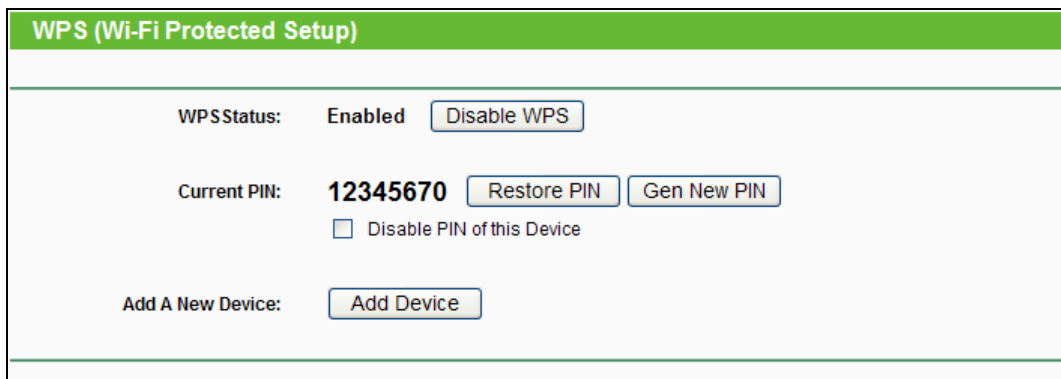 WPS (Wi-Fi Protected Setup)
WPS Status: Enabled Disable WPS
Current PIN: 12345670 Restore PIN Gen New PIN
Disable PIN of this Device
Add A New Device: Add Device